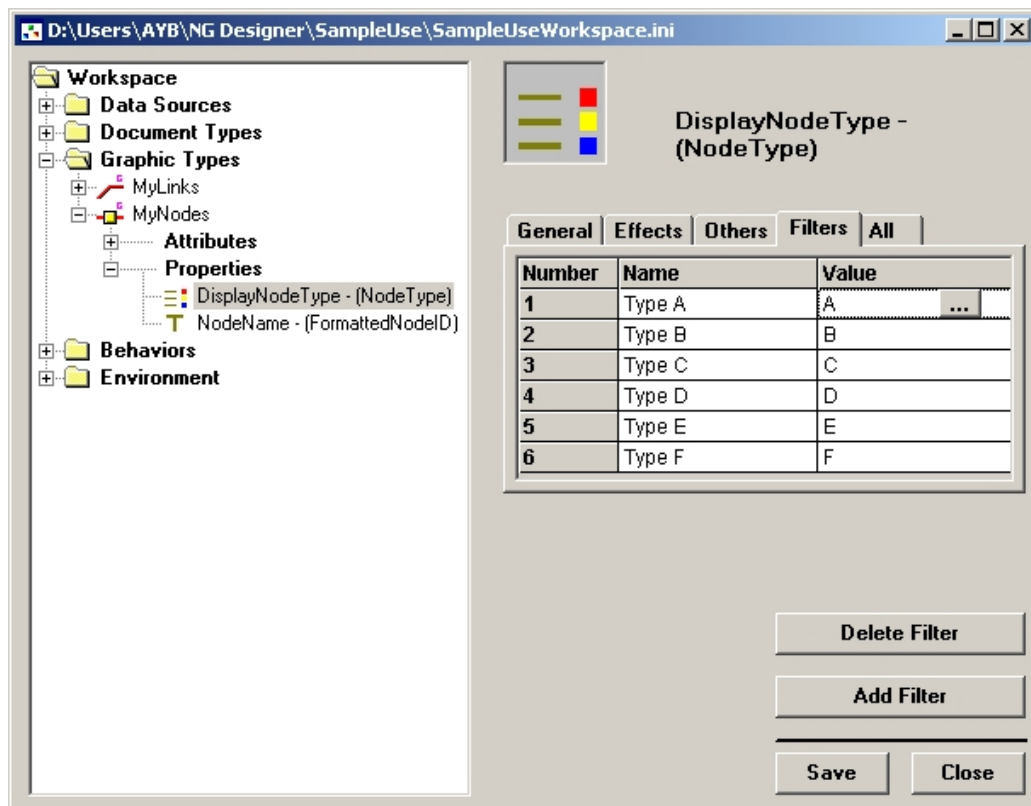 D:\Users\AYB\NG Designer\SampleUse\SampleUseWorkspace.ini
Workspace
Data Sources
Document Types
Graphic Types
MyLinks
MyNodes
Attributes
Properties
DisplayNodeType - (NodeType)
NodeName - (FormattedNodeID)
Behaviors
Environment
DisplayNodeType -
(NodeType)
General Effects Others Filters All
Number Name Value
1 Type A A ...
2 Type B B
3 Type C C
4 Type D D
5 Type E E
6 Type F F
Delete Filter
Add Filter
Save Close